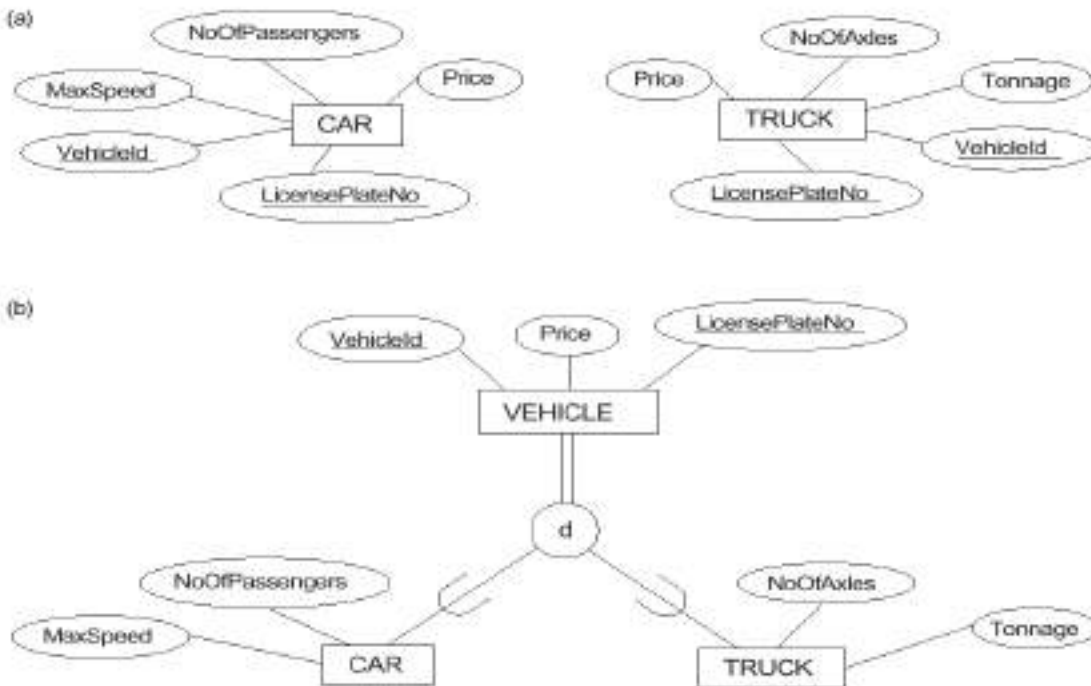 (a)
NoOfPassengers
NoOfAxles
MaxSpeed
Price
Price
Tonnage
CAR
TRUCK
VehicleId
VehicleId
LicensePlateNo
LicensePlateNo
(b)
VehicleId
Price
LicensePlateNo
VEHICLE
d
NoOfPassengers
NoOfAxles
MaxSpeed
Tonnage
CAR
TRUCK